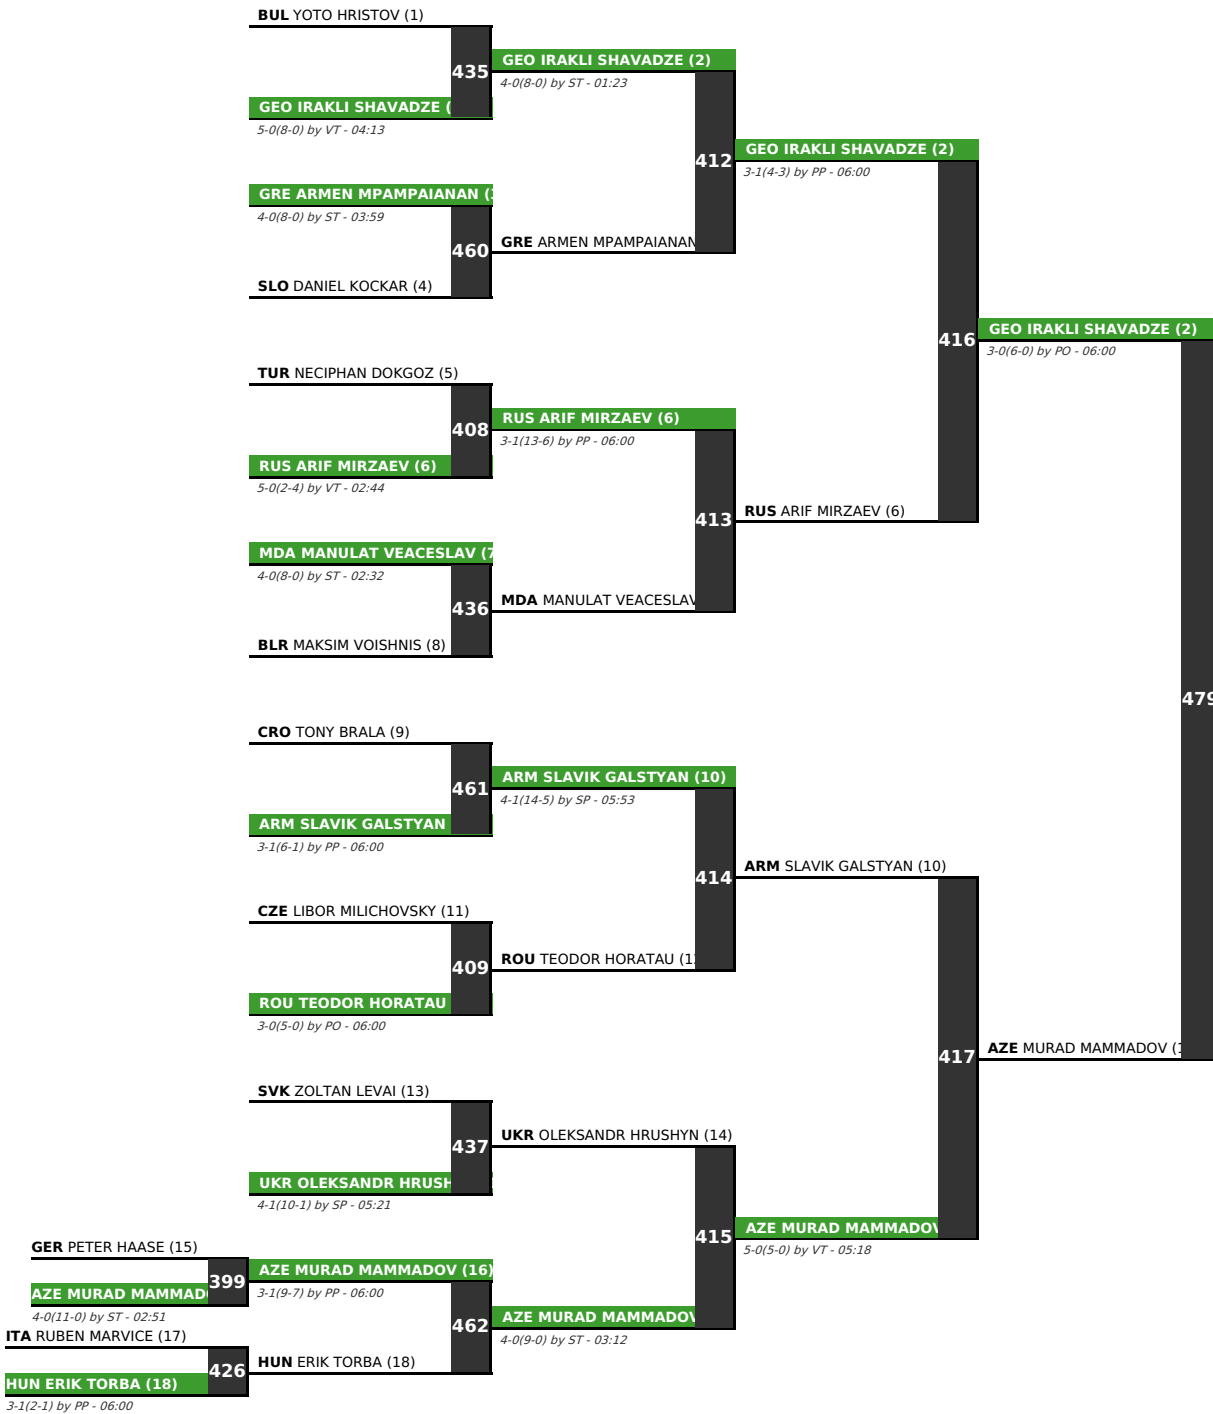 BUL YOTO HRISTOV (1)
435
GEO IRAKLI SHAVADZE (
5-0(8-0) by VT - 04:13
GEO IRAKLI SHAVADZE (2)
4-0(8-0) by ST - 01:23
412
GRE ARMEN MPAMPAIANAN (
4-0(8-0) by ST - 03:59
460
SLO DANIEL KOCKAR (4)
GRE ARMEN MPAMPAIANAN
GEO IRAKLI SHAVADZE (2)
3-1(4-3) by PP - 06:00
416
TUR NECIPHAN DOKGOZ (5)
408
RUS ARIF MIRZAEV (6)
5-0(2-4) by VT - 02:44
RUS ARIF MIRZAEV (6)
3-1(13-6) by PP - 06:00
413
MDA MANULAT VEACESLAV (7
4-0(8-0) by ST - 02:32
436
BLR MAKSIM VOISHNIS (8)
MDA MANULAT VEACESLAV
RUS ARIF MIRZAEV (6)
GEO IRAKLI SHAVADZE (2)
3-0(6-0) by PO - 06:00
479
CRO TONY BRALA (9)
461
ARM SLAVIK GALSTYAN
3-1(6-1) by PP - 06:00
ARM SLAVIK GALSTYAN (10)
4-1(14-5) by SP - 05:53
414
CZE LIBOR MILICHOVSKY (11)
409
ROU TEODOR HORATAU
3-0(5-0) by PO - 06:00
ROU TEODOR HORATAU (1
ARM SLAVIK GALSTYAN (10)
417
AZE MURAD MAMMADOV (1
SVK ZOLTAN LEVAI (13)
437
UKR OLEKSANDR HRUSH
4-1(10-1) by SP - 05:21
UKR OLEKSANDR HRUSHYN (14)
415
AZE MURAD MAMMADOV
5-0(5-0) by VT - 05:18
GER PETER HAASE (15)
399
AZE MURAD MAMMAD
4-0(11-0) by ST - 02:51
AZE MURAD MAMMADOV (16)
3-1(9-7) by PP - 06:00
462
AZE MURAD MAMMADOV
4-0(9-0) by ST - 03:12
ITA RUBEN MARVICE (17)
426
HUN ERIK TORBA (18)
3-1(2-1) by PP - 06:00
HUN ERIK TORBA (18)